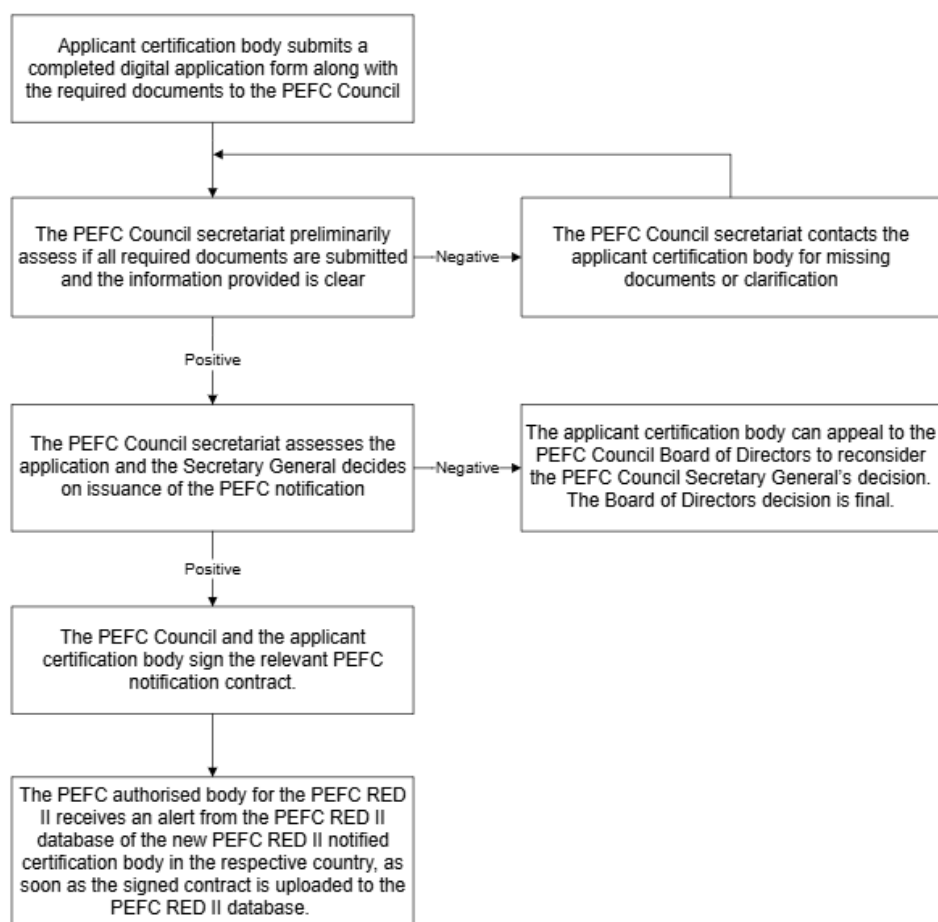 Applicant certification body submits a
completed digital application form along with
the required documents to the PEFC Council
The PEFC Council secretariat preliminarily
assess if all required documents are submitted
and the information provided is clear
Negative
The PEFC Council secretariat contacts the
applicant certification body for missing
documents or clarification
Positive
The PEFC Council secretariat assesses the
application and the Secretary General decides
on issuance of the PEFC notification
Negative
The applicant certification body can appeal to the
PEFC Council Board of Directors to reconsider
the PEFC Council Secretary General's decision.
The Board of Directors decision is final.
Positive
The PEFC Council and the applicant
certification body sign the relevant PEFC
notification contract.
The PEFC authorised body for the PEFC RED
II receives an alert from the PEFC RED II
database of the new PEFC RED II notified
certification body in the respective country, as
soon as the signed contract is uploaded to the
PEFC RED II database.